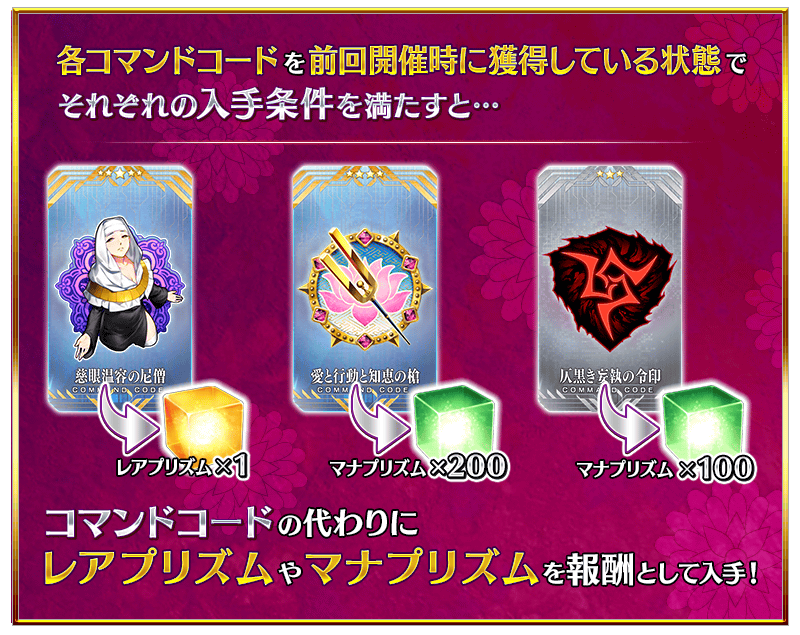 各コマンドコードを前回開催時に獲得している状態で
それぞれの入手条件を満たすと…
慈眼温容の尼僧
COMMAND CODE
愛と行動と知恵の槍
COMMAND CODE
仄黒き妄執の令印
COMMAND CODE
レアプリズム×1
マナプリズム×200
マナプリズム×100
コマンドコードの代わりに
レアプリズムやマナプリズムを報酬として入手!